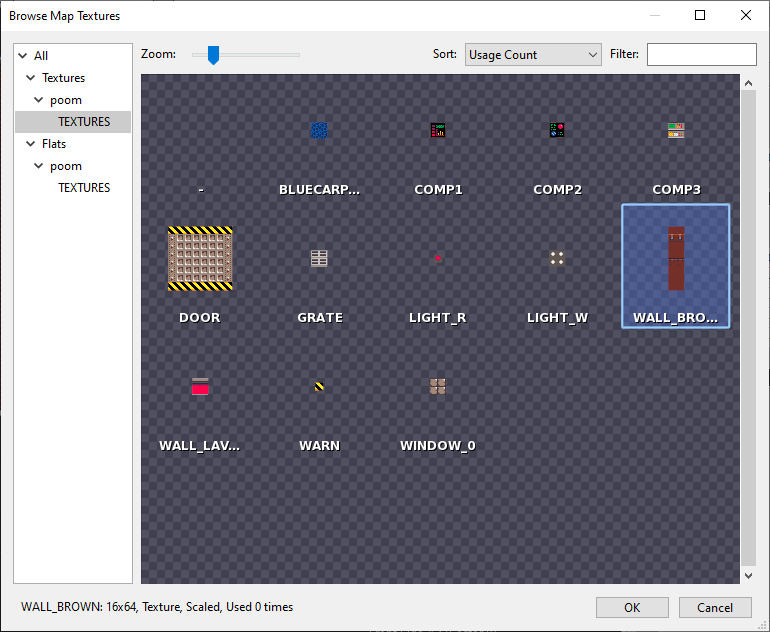 Browse Map Textures
All
Textures
poom
TEXTURES
Flats
poom
TEXTURES
Zoom:
Sort: Usage Count Filter:
-
BLUECARP...
COMP1
COMP2
COMP3
DOOR
GRATE
LIGHT_R
LIGHT_W
WALL_BRO...
WALL_LAV...
WARN
WINDOW_0
WALL_BROWN: 16x64, Texture, Scaled, Used 0 times
OK
Cancel